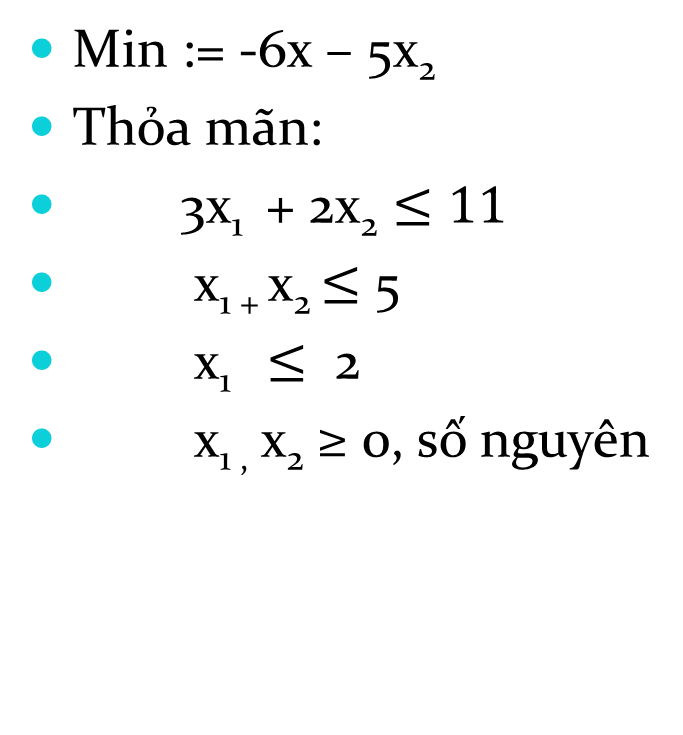 Min := -6x – 5x₂
Thỏa mãn:
3x₁ + 2x₂ ≤ 11
x₁ ₊ x₂ ≤ 5
x₁ ≤ 2
x₁ , x₂ ≥ 0, số nguyên